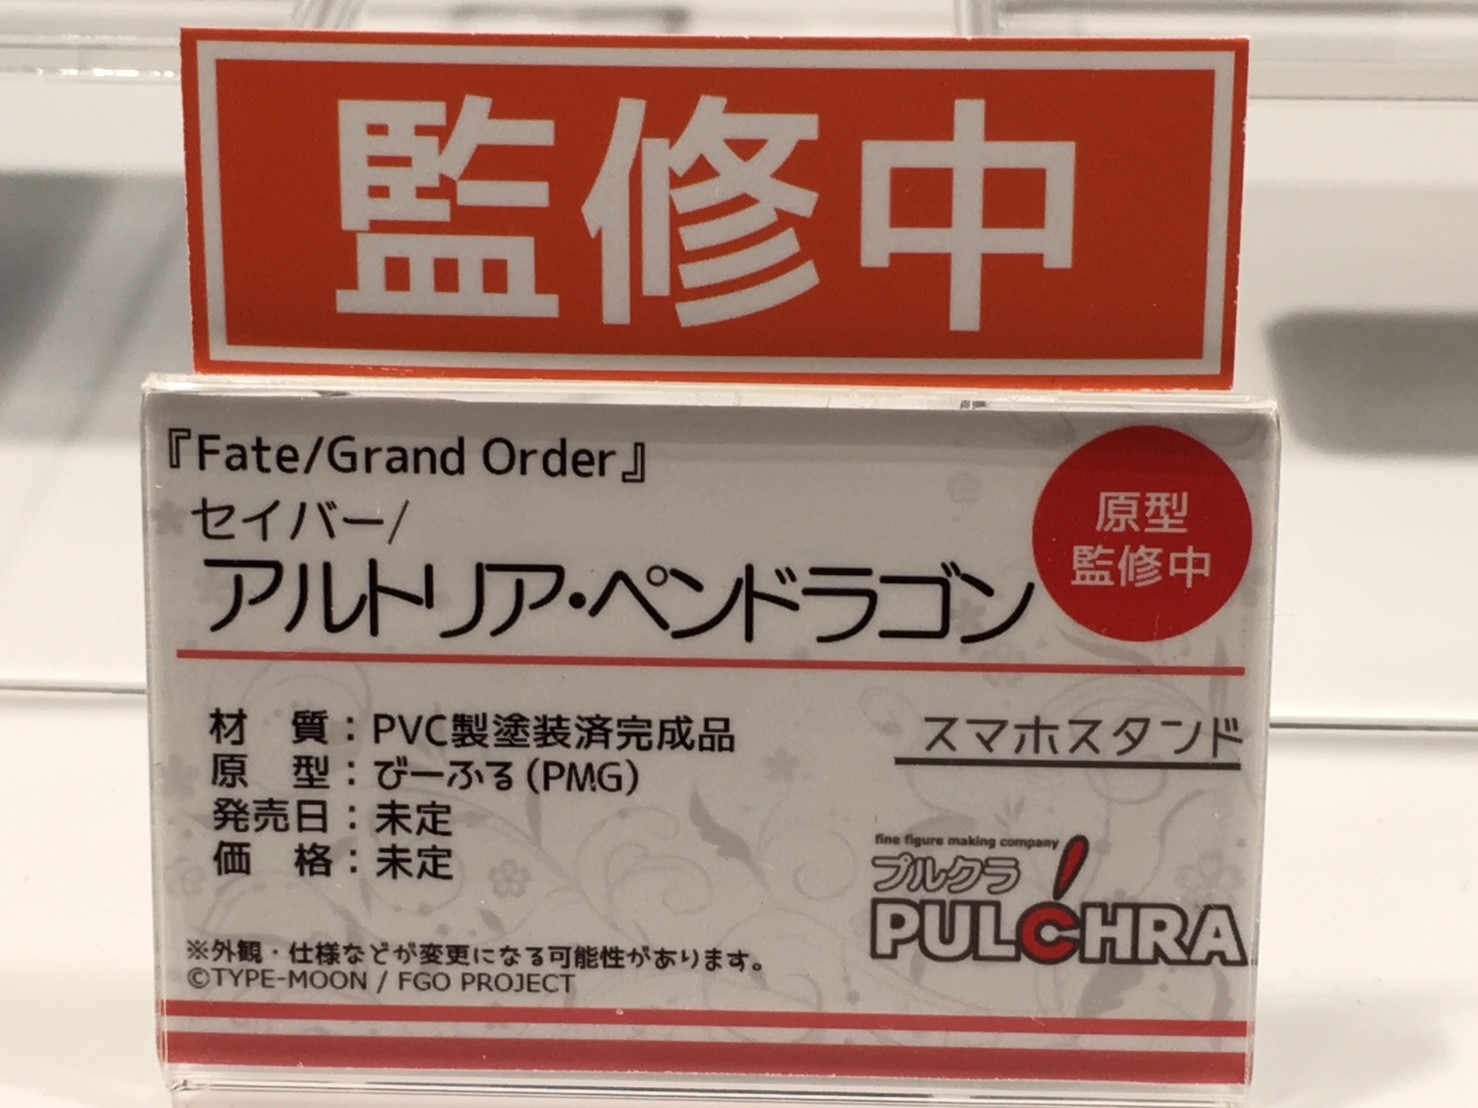 監修中
『Fate/Grand Order』
セイバー/
アルトリア・ペンドラゴン
原型
監修中
材　質：PVC製塗装済完成品
原　型：びーふる(PMG)
発売日：未定
価　格：未定
スマホスタンド
fine figure making company
プルクラ
PULCHRA
※外観・仕様などが変更になる可能性があります。
©TYPE-MOON / FGO PROJECT